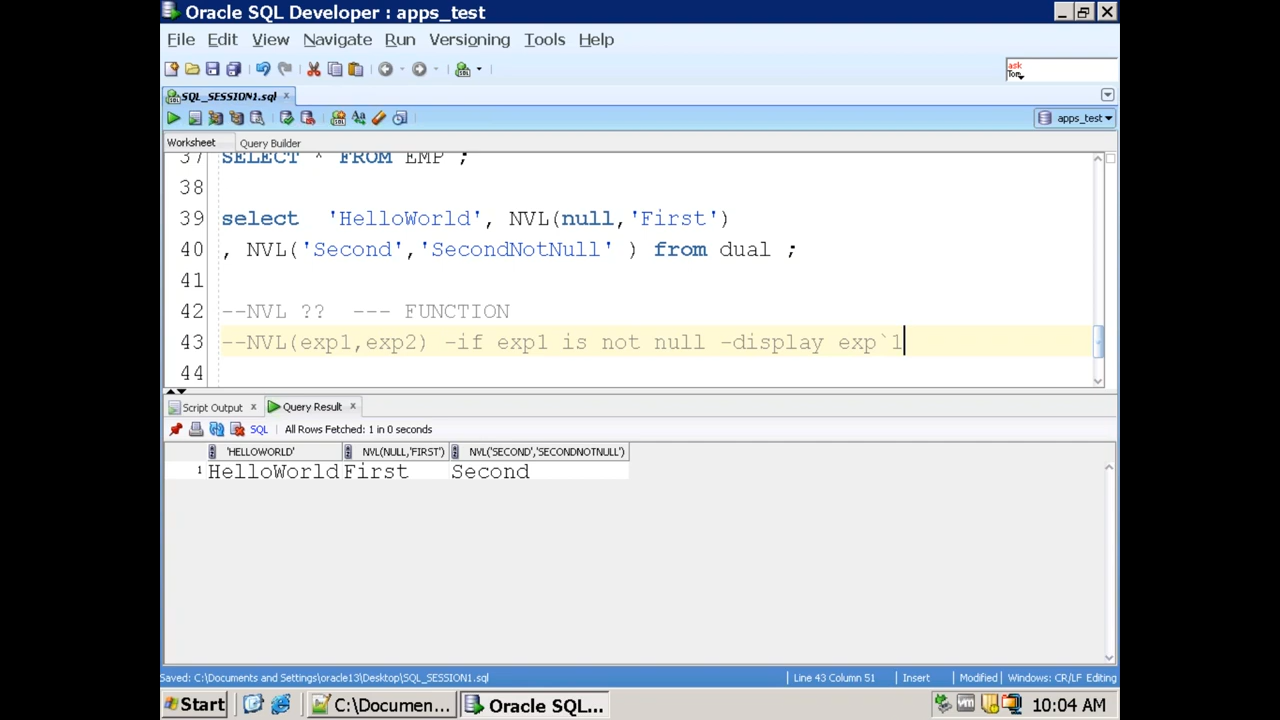 Oracle SQL Developer : apps_test
File Edit View Navigate Run Versioning Tools Help
ask
Tom
SQL_SESSION1.sql
apps_test
Worksheet Query Builder
37 SELECT * FROM EMP ;
38
39 select 'HelloWorld', NVL(null,'First')
40 , NVL('Second','SecondNotNull' ) from dual ;
41
42 --NVL ?? --- FUNCTION
43 --NVL(exp1,exp2) -if exp1 is not null -display exp`1
44
Script Output Query Result
SQL All Rows Fetched: 1 in 0 seconds
'HELLOWORLD' NVL(NULL,'FIRST') NVL('SECOND','SECONDNOTNULL')
1 HelloWorld First Second
Saved: C:\Documents and Settings\oracle13\Desktop\SQL_SESSION1.sql Line 43 Column 51 Insert Modified Windows: CR/LF Editing
Start C:\Documen... Oracle SQL... 10:04 AM